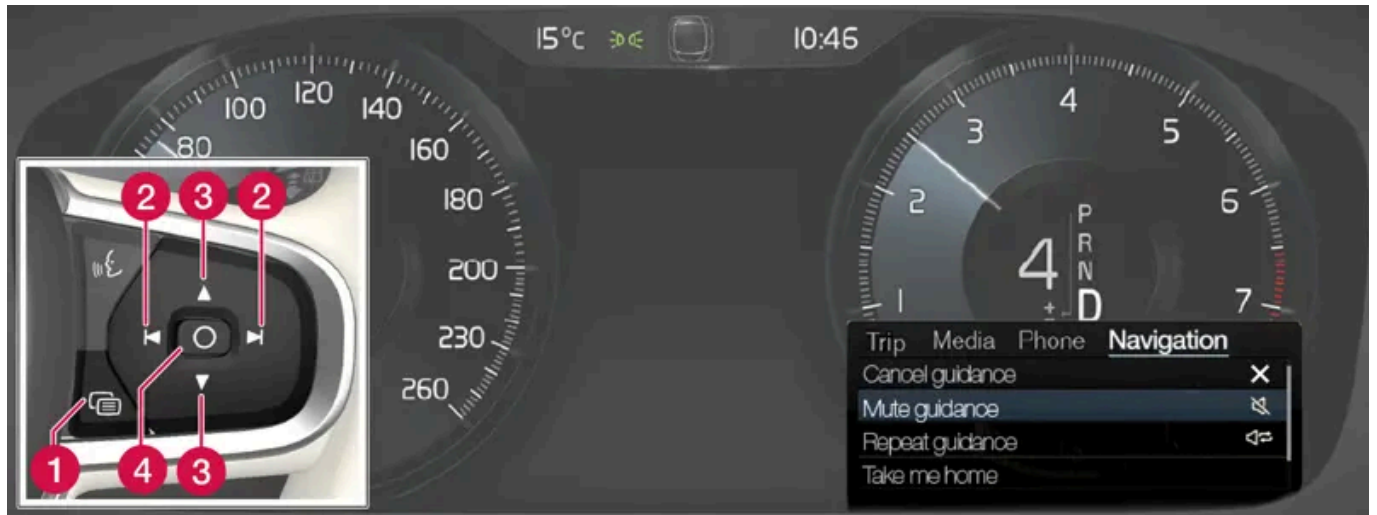 15°C 10:46
80
100
120
140
160
180
200
230
260
1
2
3
4
5
6
7
4
P
R
N
D
±
Trip Media Phone Navigation
Cancel guidance
Mute guidance
Repeat guidance
Take me home
2 3 2
1 4 3